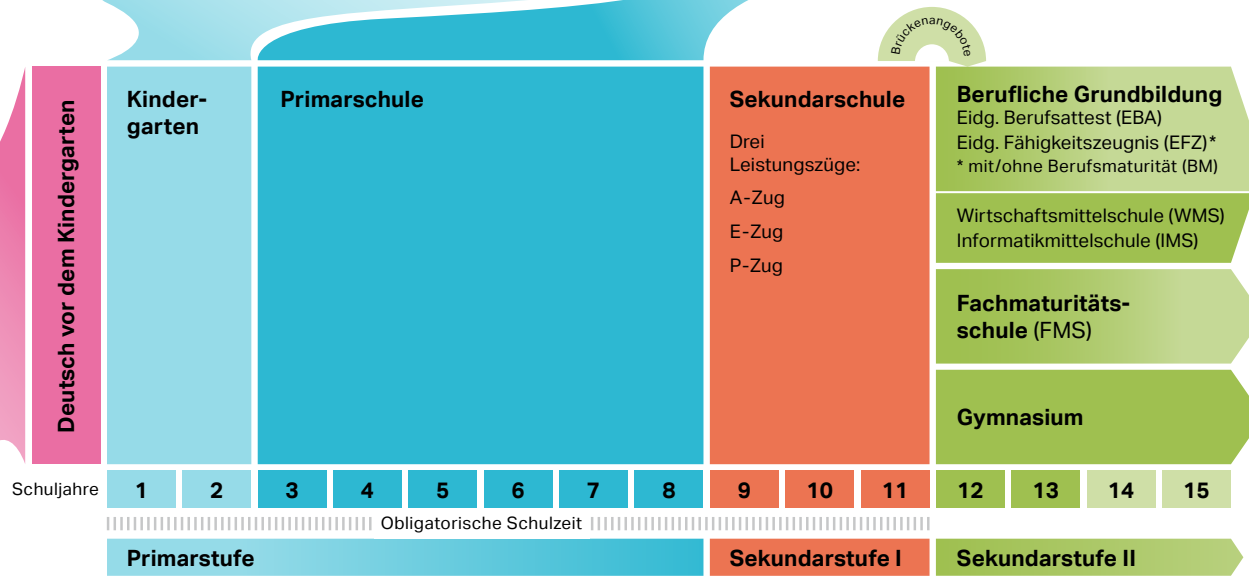 Brückenangebote
Deutsch vor dem Kindergarten
Kinder-
garten
Primarschule
Sekundarschule
Drei
Leistungszüge:
A-Zug
E-Zug
P-Zug
Berufliche Grundbildung
Eidg. Berufsattest (EBA)
Eidg. Fähigkeitszeugnis (EFZ)*
* mit/ohne Berufsmaturität (BM)
Wirtschaftsmittelschule (WMS)
Informatikmittelschule (IMS)
Fachmaturitäts-
schule (FMS)
Gymnasium
Schuljahre 1 2 3 4 5 6 7 8 9 10 11 12 13 14 15
Obligatorische Schulzeit
Primarstufe Sekundarstufe I Sekundarstufe II